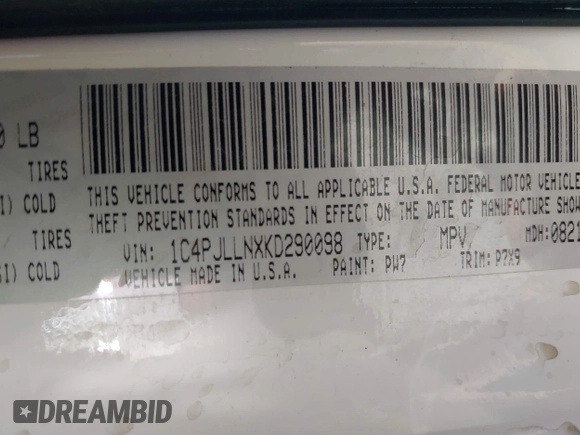 0 LB
TIRES
I) COLD
TIRES
SI) COLD
THIS VEHICLE CONFORMS TO ALL APPLICABLE U.S.A. FEDERAL MOTOR VEHICLE
THEFT PREVENTION STANDARDS IN EFFECT ON THE DATE OF MANUFACTURE SHOW
VIN: 1C4PJLLNXKD290098 TYPE: MPV MDH:0821
VEHICLE MADE IN U.S.A. PAINT: PW7 TRIM: P7X9
DREAMBID